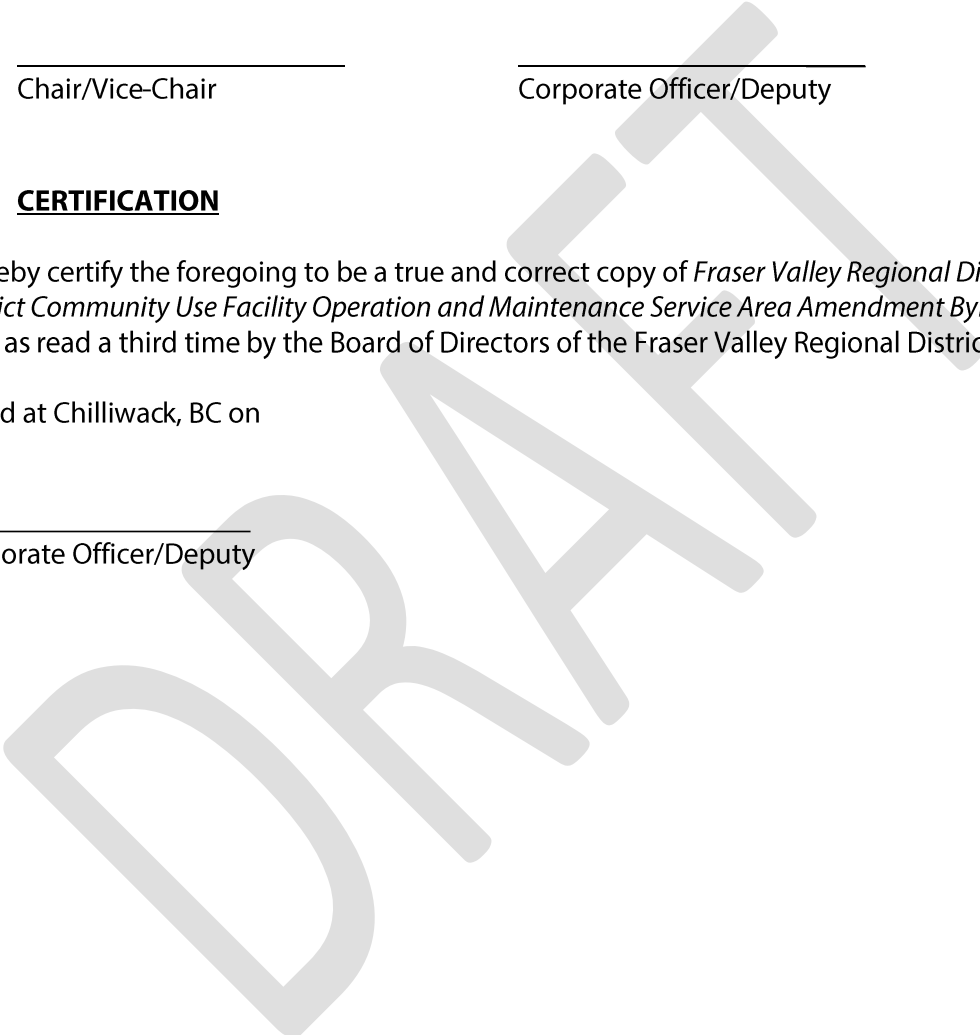 Chair/Vice-Chair Corporate Officer/Deputy
CERTIFICATION
eby certify the foregoing to be a true and correct copy of Fraser Valley Regional Di
ict Community Use Facility Operation and Maintenance Service Area Amendment By
as read a third time by the Board of Directors of the Fraser Valley Regional Distric
d at Chilliwack, BC on
orate Officer/Deputy
DRAFT